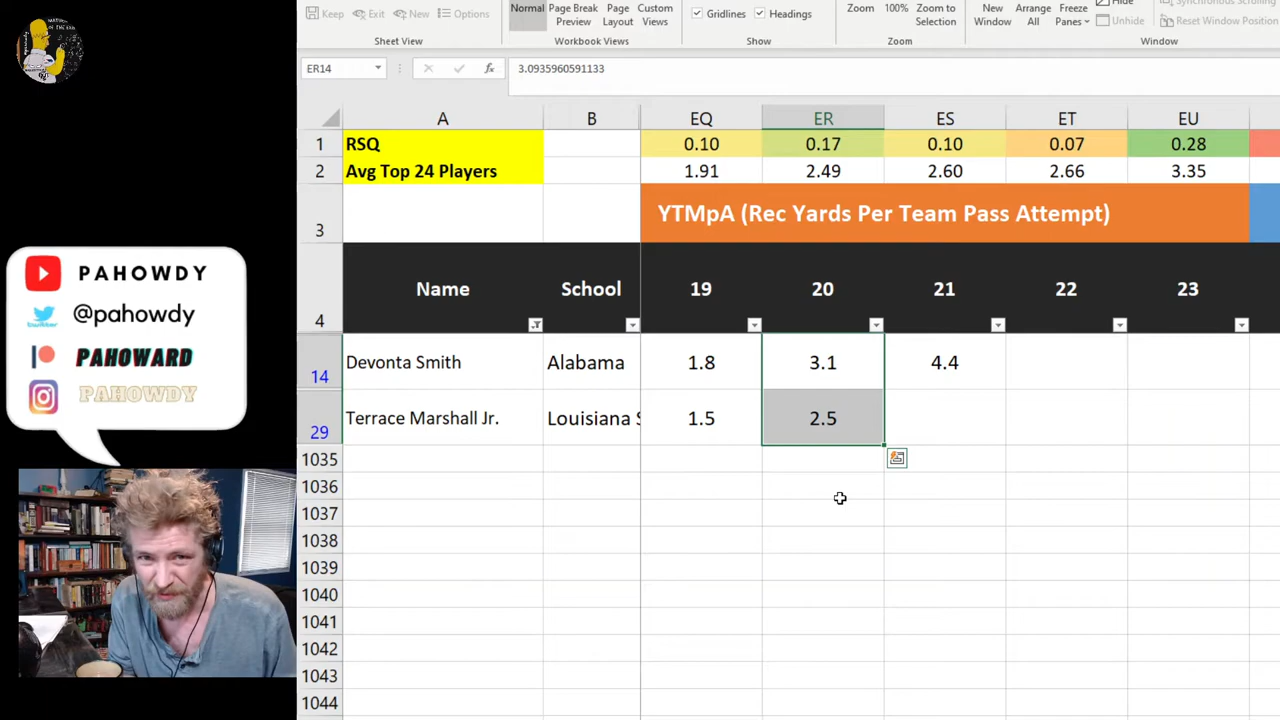 Keep Exit New Options
Normal Page Break Preview Page Layout Custom Views
Gridlines Headings
Zoom 100% Zoom to Selection
New Window Arrange All Freeze Panes Hide Unhide Synchronous Scrolling Reset Window Position
Sheet View Workbook Views Show Zoom Window
ER14 fx 3.0935960591133
A B EQ ER ES ET EU
1 RSQ 0.10 0.17 0.10 0.07 0.28
2 Avg Top 24 Players 1.91 2.49 2.60 2.66 3.35
3 YTMpA (Rec Yards Per Team Pass Attempt)
4 Name School 19 20 21 22 23
14 Devonta Smith Alabama 1.8 3.1 4.4
29 Terrace Marshall Jr. Louisiana S 1.5 2.5
1035
1036
1037
1038
1039
1040
1041
1042
1043
1044
PAHOWDY
twitter @pahowdy
PAHOWARD
PAHOWDY